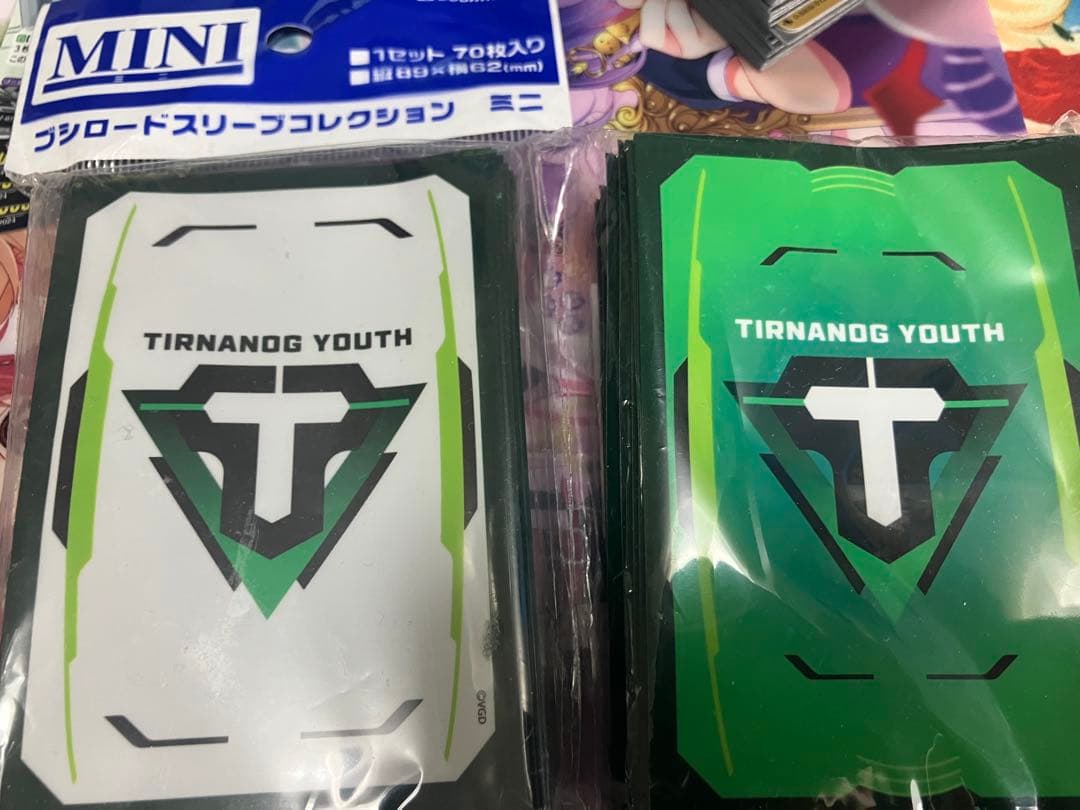 MINI
ミニ
1セット 70枚入り
縦89×横62(mm)
ブシロードスリーブコレクション ミニ
TIRNANOG YOUTH
©VGD
TIRNANOG YOUTH